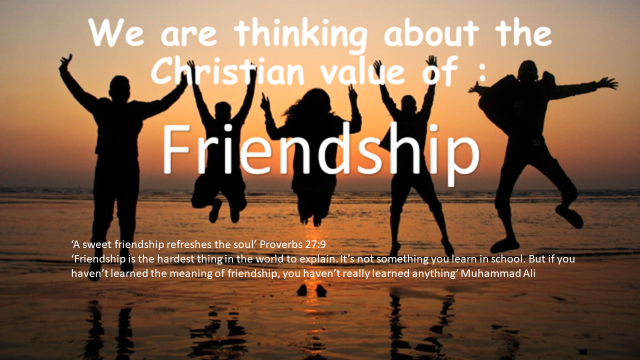 We are thinking about the
Christian value of :
Friendship
‘A sweet friendship refreshes the soul’ Proverbs 27:9
‘Friendship is the hardest thing in the world to explain. It’s not something you learn in school. But if you
haven’t learned the meaning of friendship, you haven’t really learned anything’ Muhammad Ali